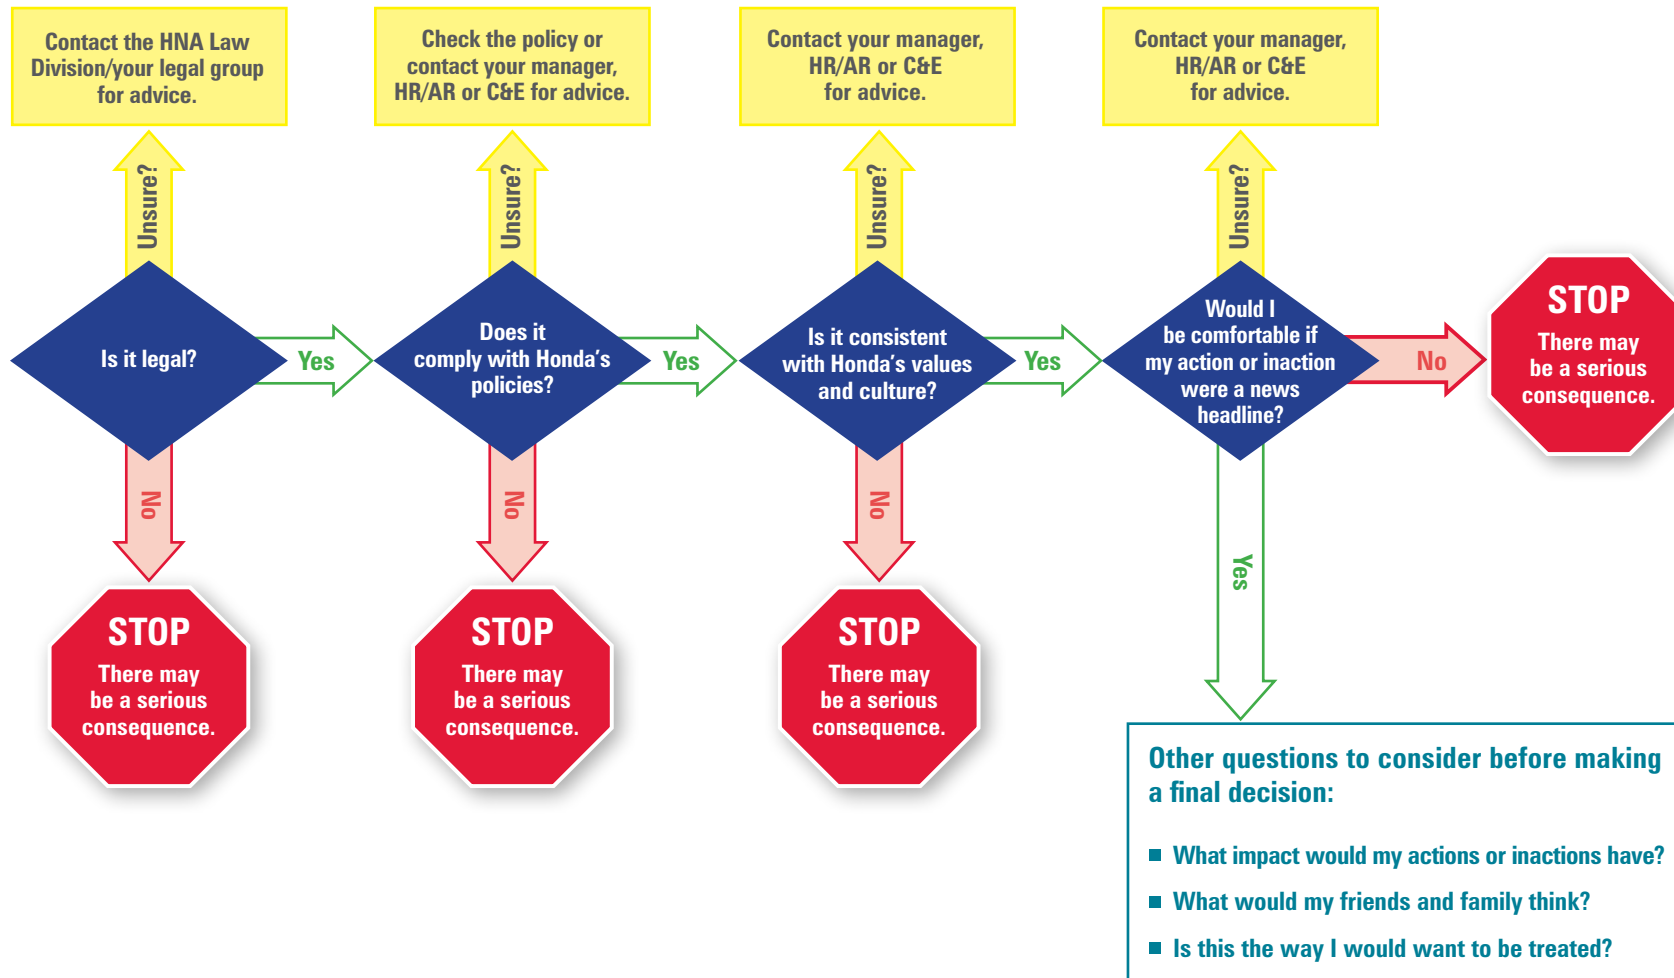 Contact the HNA Law
Division/your legal group
for advice.
Check the policy or
contact your manager,
HR/AR or C&E for advice.
Contact your manager,
HR/AR or C&E
for advice.
Contact your manager,
HR/AR or C&E
for advice.
Unsure?
Unsure?
Unsure?
Unsure?
Is it legal?
Yes
Does it
comply with Honda's
policies?
Yes
Is it consistent
with Honda's values
and culture?
Yes
Would I
be comfortable if
my action or inaction
were a news
headline?
No
STOP
There may
be a serious
consequence.
No
No
No
Yes
STOP
There may
be a serious
consequence.
STOP
There may
be a serious
consequence.
STOP
There may
be a serious
consequence.
Other questions to consider before making
a final decision:
■ What impact would my actions or inactions have?
■ What would my friends and family think?
■ Is this the way I would want to be treated?